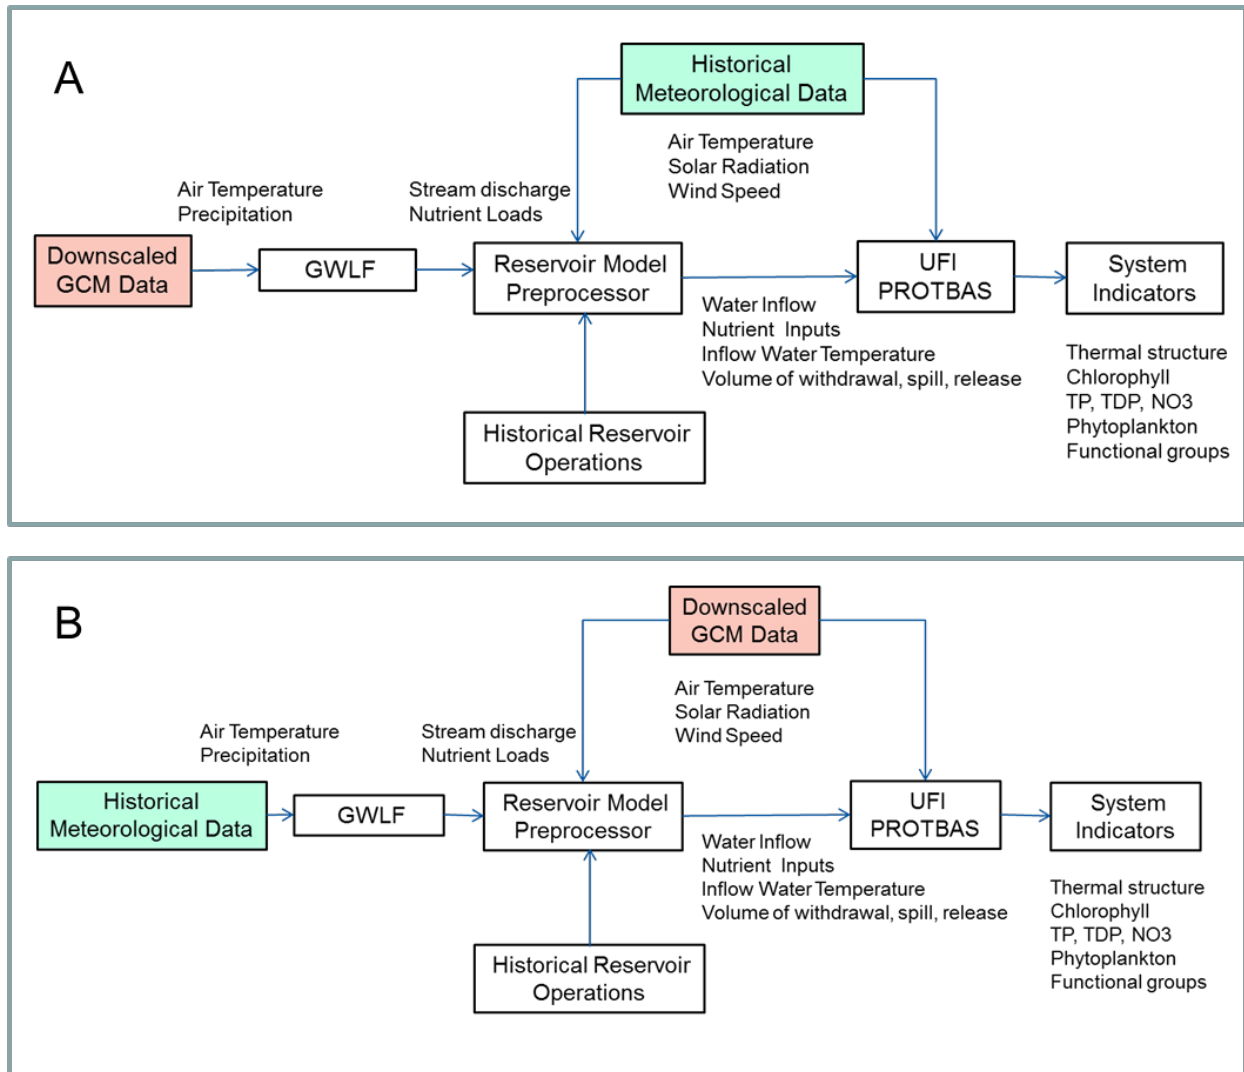 A
Historical
Meteorological Data
Air Temperature
Solar Radiation
Wind Speed
Air Temperature
Precipitation
Stream discharge
Nutrient Loads
Downscaled
GCM Data
GWLF
Reservoir Model
Preprocessor
UFI
PROTBAS
System
Indicators
Water Inflow
Nutrient Inputs
Inflow Water Temperature
Volume of withdrawal, spill, release
Thermal structure
Chlorophyll
TP, TDP, NO3
Phytoplankton
Functional groups
Historical Reservoir
Operations
B
Downscaled
GCM Data
Air Temperature
Solar Radiation
Wind Speed
Air Temperature
Precipitation
Stream discharge
Nutrient Loads
Historical
Meteorological Data
GWLF
Reservoir Model
Preprocessor
UFI
PROTBAS
System
Indicators
Water Inflow
Nutrient Inputs
Inflow Water Temperature
Volume of withdrawal, spill, release
Thermal structure
Chlorophyll
TP, TDP, NO3
Phytoplankton
Functional groups
Historical Reservoir
Operations